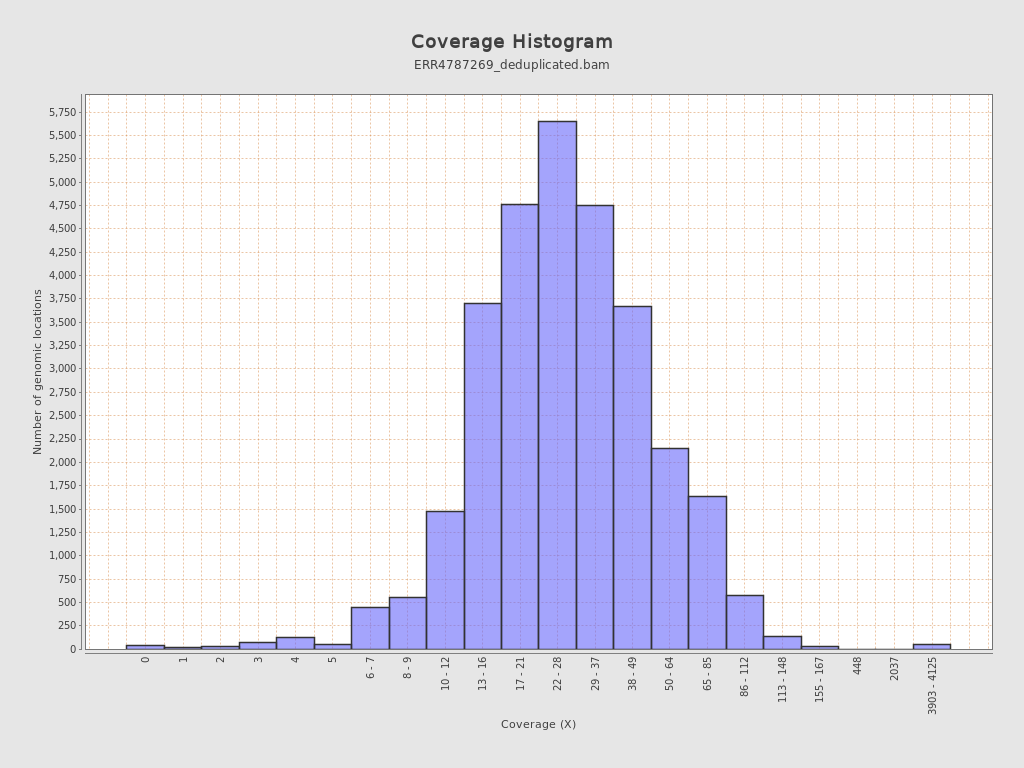 Coverage Histogram
ERR4787269_deduplicated.bam
Number of genomic locations
5,750
5,500
5,250
5,000
4,750
4,500
4,250
4,000
3,750
3,500
3,250
3,000
2,750
2,500
2,250
2,000
1,750
1,500
1,250
1,000
750
500
250
0
0
1
2
3
4
5
6 - 7
8 - 9
10 - 12
13 - 16
17 - 21
22 - 28
29 - 37
38 - 49
50 - 64
65 - 85
86 - 112
113 - 148
155 - 167
448
2037
3903 - 4125
Coverage (X)